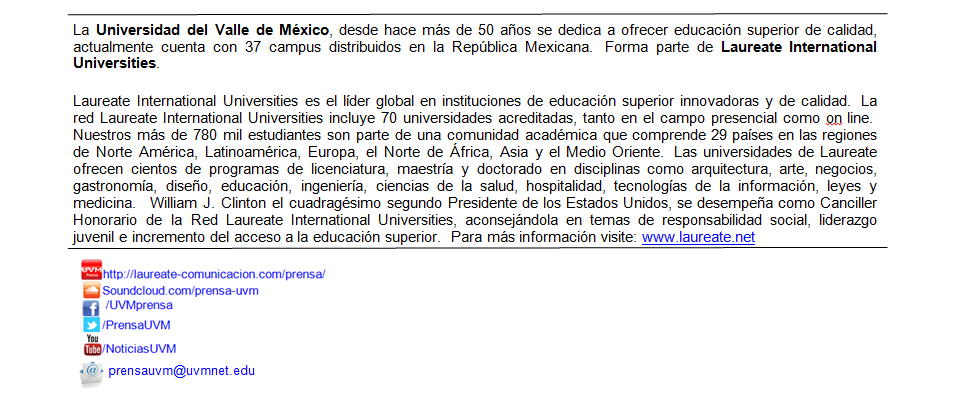 La Universidad del Valle de México, desde hace más de 50 años se dedica a ofrecer educación superior de calidad,
actualmente cuenta con 37 campus distribuidos en la República Mexicana. Forma parte de Laureate International
Universities.
Laureate International Universities es el líder global en instituciones de educación superior innovadoras y de calidad. La
red Laureate International Universities incluye 70 universidades acreditadas, tanto en el campo presencial como on line.
Nuestros más de 780 mil estudiantes son parte de una comunidad académica que comprende 29 países en las regiones
de Norte América, Latinoamérica, Europa, el Norte de África, Asia y el Medio Oriente. Las universidades de Laureate
ofrecen cientos de programas de licenciatura, maestría y doctorado en disciplinas como arquitectura, arte, negocios,
gastronomía, diseño, educación, ingeniería, ciencias de la salud, hospitalidad, tecnologías de la información, leyes y
medicina. William J. Clinton el cuadragésimo segundo Presidente de los Estados Unidos, se desempeña como Canciller
Honorario de la Red Laureate International Universities, aconsejándola en temas de responsabilidad social, liderazgo
juvenil e incremento del acceso a la educación superior. Para más información visite: www.laureate.net
UVM Prensa http://laureate-comunicacion.com/prensa/
Soundcloud.com/prensa-uvm
f /UVMprensa
/PrensaUVM
You
Tube /NoticiasUVM
@ prensauvm@uvmnet.edu